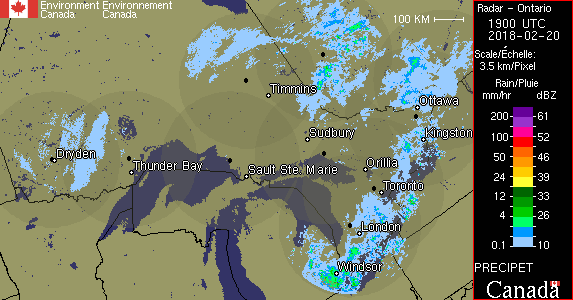 Environment Environnement
Canada Canada
100 KM
Timmins
Ottawa
Sudbury
Kingston
Dryden
Thunder Bay
Sault Ste. Marie
Orillia
Toronto
London
Windsor
Radar - Ontario
1900 UTC
2018-02-20
Scale/Échelle:
3.5 km/Pixel
Rain/Pluie
mm/hr dBZ
200 61
100 52
50 46
24 39
12 33
4 26
0.1 10
PRECIPET
Canada